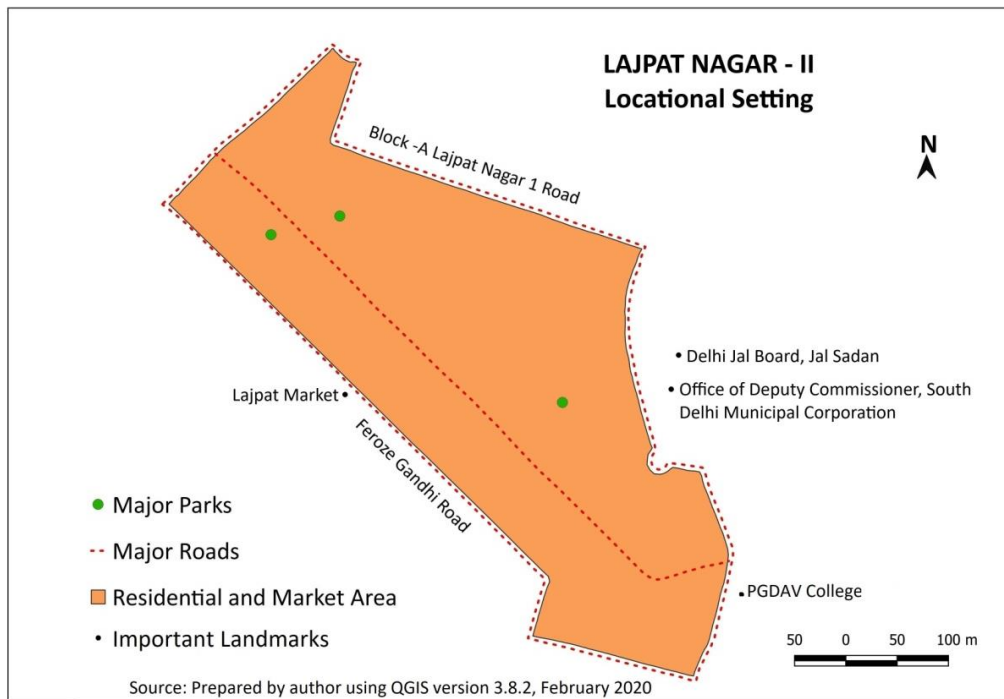 LAJPAT NAGAR - II
Locational Setting
N
Block -A Lajpat Nagar 1 Road
Delhi Jal Board, Jal Sadan
Office of Deputy Commissioner, South
Delhi Municipal Corporation
Lajpat Market
Feroze Gandhi Road
Major Parks
Major Roads
Residential and Market Area
Important Landmarks
PGDAV College
50 0 50 100 m
Source: Prepared by author using QGIS version 3.8.2, February 2020